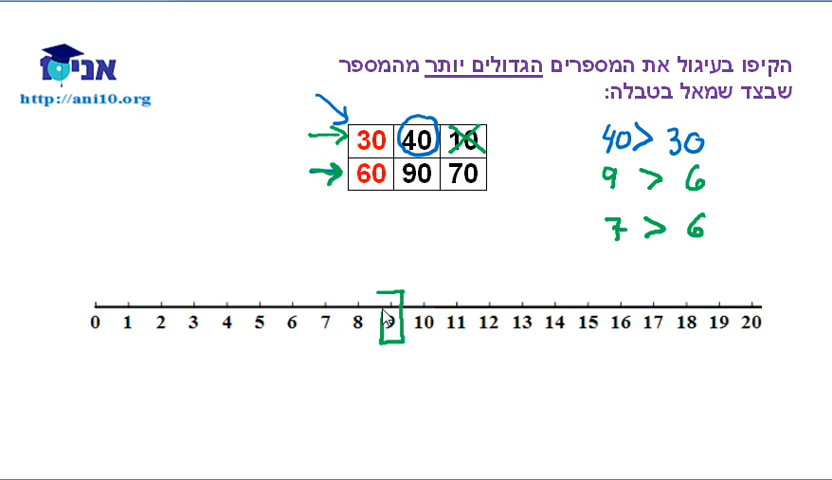 אני10
http://ani10.org
הקיפו בעיגול את המספרים הגדולים יותר מהמספר
שבצד שמאל בטבלה:
30 40 10
60 90 70
40 > 30
9 > 6
7 > 6
0 1 2 3 4 5 6 7 8 9 10 11 12 13 14 15 16 17 18 19 20